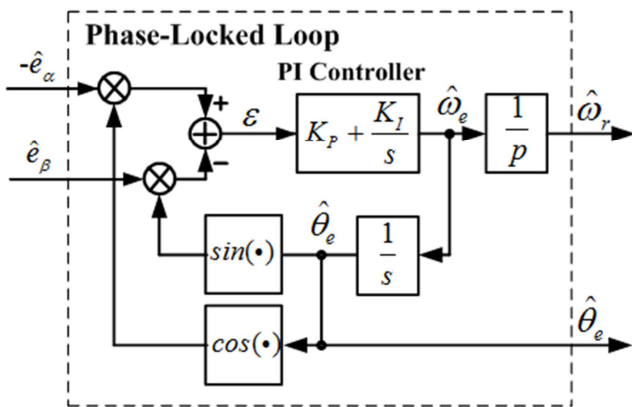 Phase-Locked Loop
PI Controller
-ê_α
+
ε
K_P + K_I/s
ω̂_e
1/p
ω̂_r
ê_β
−
sin(•)
θ̂_e
1/s
cos(•)
θ̂_e